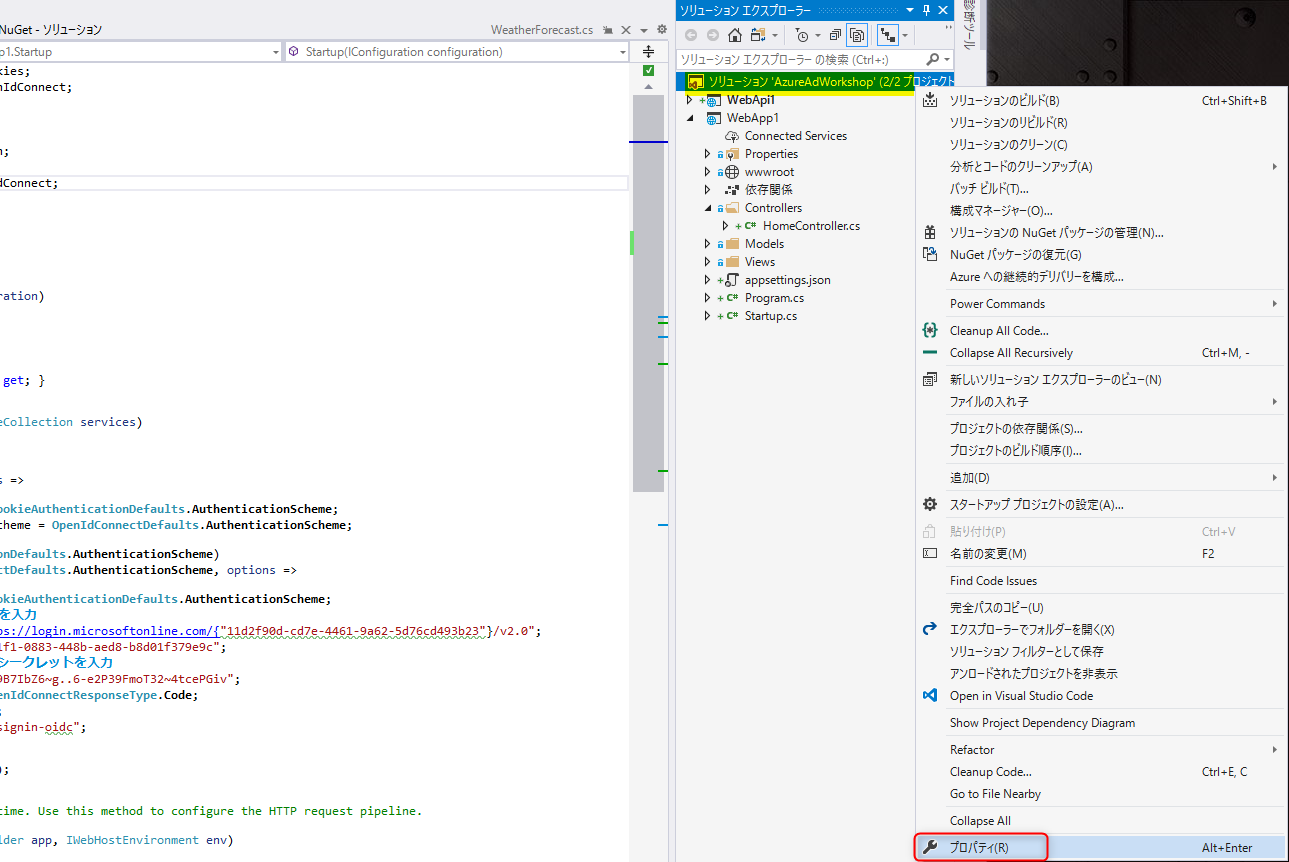 NuGet - ソリューション
WeatherForecast.cs
p1.Startup
Startup(IConfiguration configuration)
kies;
nIdConnect;
n;
dConnect;
ration)
get; }
eCollection services)
s =>
ookieAuthenticationDefaults.AuthenticationScheme;
cheme = OpenIdConnectDefaults.AuthenticationScheme;
onDefaults.AuthenticationScheme)
ctDefaults.AuthenticationScheme, options =>
ookieAuthenticationDefaults.AuthenticationScheme;
を入力
ps://login.microsoftonline.com/{"11d2f90d-cd7e-4461-9a62-5d76cd493b23"}/v2.0";
1f1-0883-448b-aed8-b8d01f379e9c";
シークレットを入力
9B7IbZ6~g..6-e2P39FmoT32~4tcePGiv";
enIdConnectResponseType.Code;
;
signin-oidc";
);
time. Use this method to configure the HTTP request pipeline.
lder app, IWebHostEnvironment env)
ソリューション エクスプローラー
ソリューション エクスプローラー の検索 (Ctrl+:)
ソリューション 'AzureAdWorkshop' (2/2 プロジェクト
WebApi1
WebApp1
Connected Services
Properties
wwwroot
依存関係
Controllers
HomeController.cs
Models
Views
appsettings.json
Program.cs
Startup.cs
診断ツール
ソリューションのビルド(B) Ctrl+Shift+B
ソリューションのリビルド(R)
ソリューションのクリーン(C)
分析とコードのクリーンアップ(A)
バッチ ビルド(T)...
構成マネージャー(O)...
ソリューションの NuGet パッケージの管理(N)...
NuGet パッケージの復元(G)
Azure への継続的デリバリーを構成...
Power Commands
Cleanup All Code...
Collapse All Recursively Ctrl+M, -
新しいソリューション エクスプローラーのビュー(N)
ファイルの入れ子
プロジェクトの依存関係(S)...
プロジェクトのビルド順序(I)...
追加(D)
スタートアップ プロジェクトの設定(A)...
貼り付け(P) Ctrl+V
名前の変更(M) F2
Find Code Issues
完全パスのコピー(U)
エクスプローラーでフォルダーを開く(X)
ソリューション フィルターとして保存
アンロードされたプロジェクトを非表示
Open in Visual Studio Code
Show Project Dependency Diagram
Refactor
Cleanup Code... Ctrl+E, C
Go to File Nearby
Collapse All
プロパティ(R) Alt+Enter